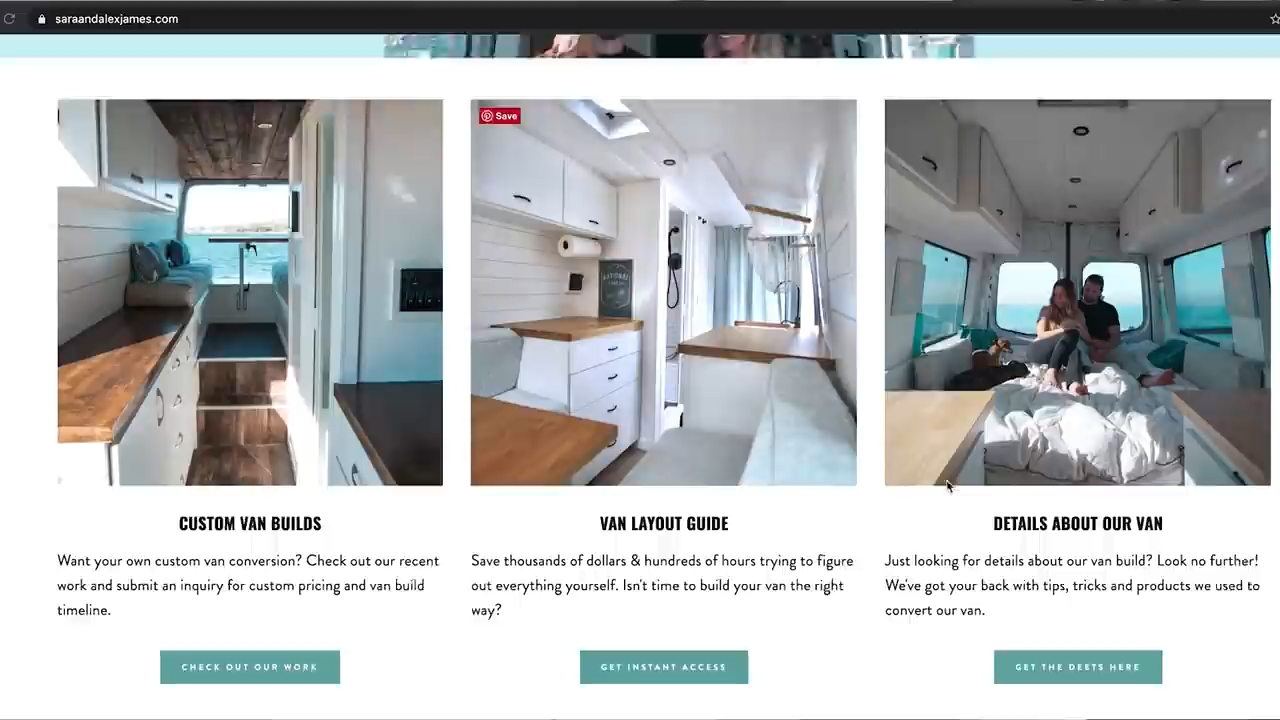 saraandalexjames.com
Save
CUSTOM VAN BUILDS
Want your own custom van conversion? Check out our recent
work and submit an inquiry for custom pricing and van build
timeline.
CHECK OUT OUR WORK
VAN LAYOUT GUIDE
Save thousands of dollars & hundreds of hours trying to figure
out everything yourself. Isn't time to build your van the right
way?
GET INSTANT ACCESS
DETAILS ABOUT OUR VAN
Just looking for details about our van build? Look no further!
We've got your back with tips, tricks and products we used to
convert our van.
GET THE DEETS HERE